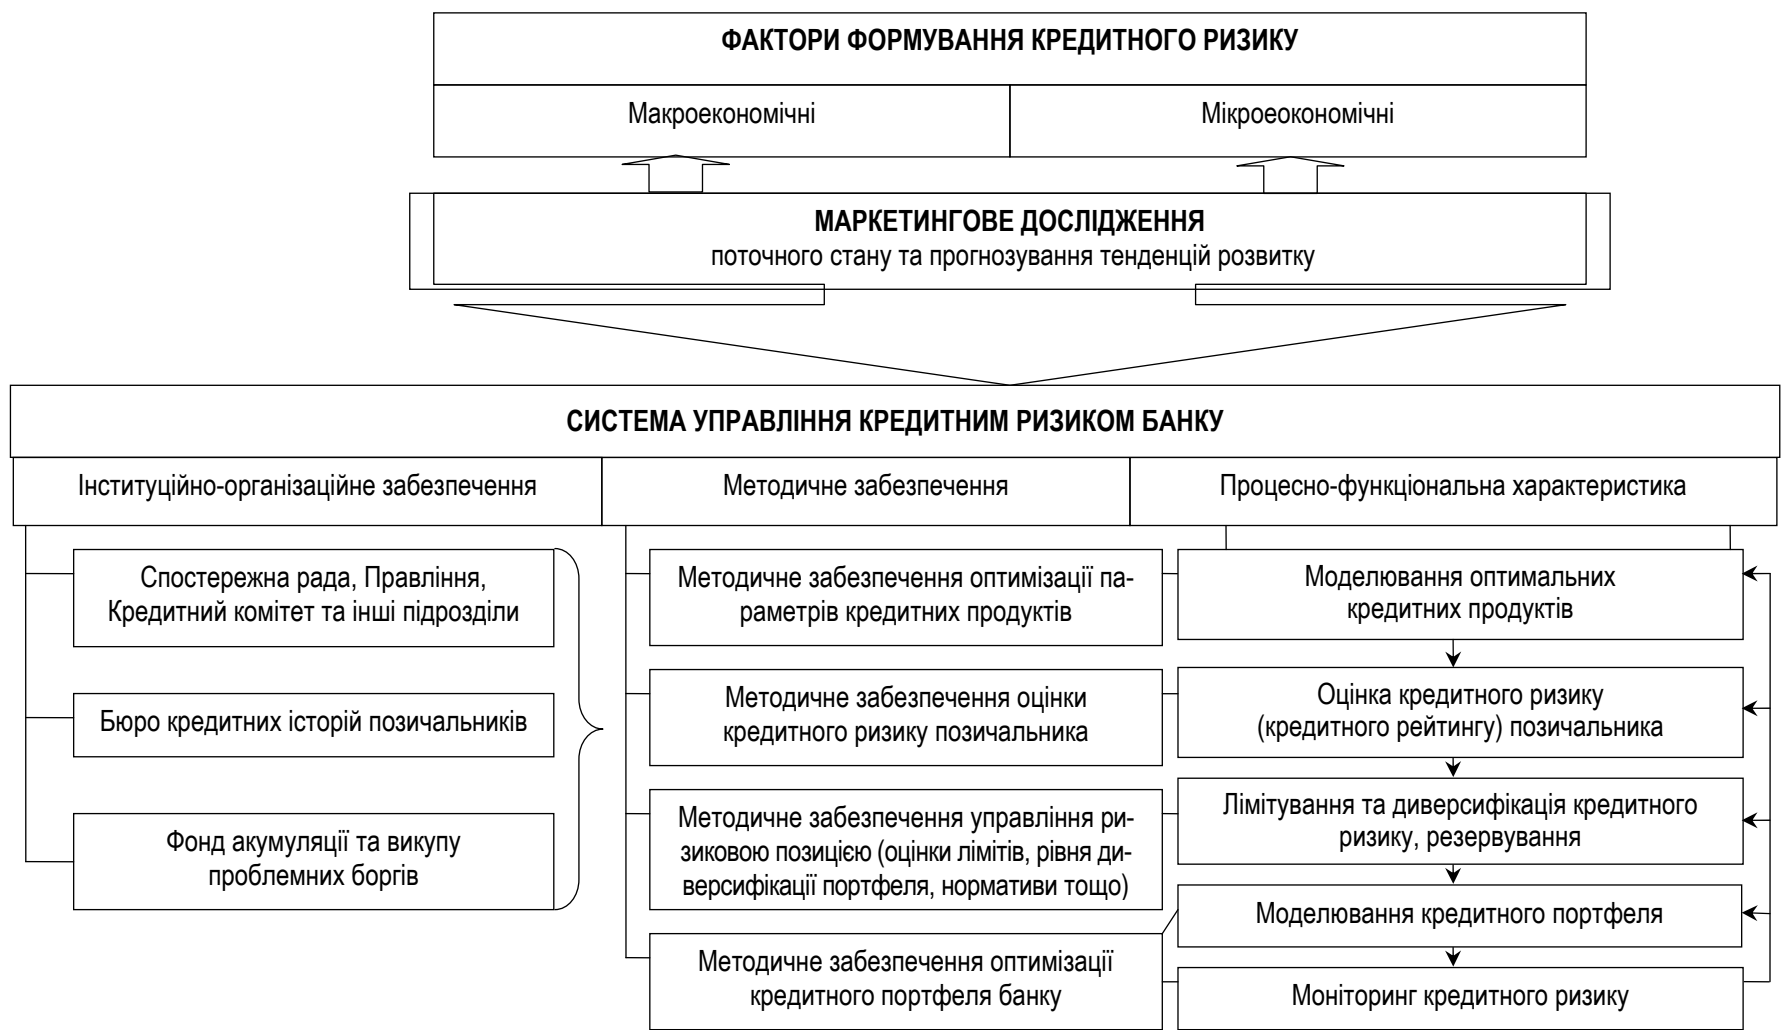 ФАКТОРИ ФОРМУВАННЯ КРЕДИТНОГО РИЗИКУ
Макроекономічні
Мікроеокономічні
МАРКЕТИНГОВЕ ДОСЛІДЖЕННЯ
поточного стану та прогнозування тенденцій розвитку
СИСТЕМА УПРАВЛІННЯ КРЕДИТНИМ РИЗИКОМ БАНКУ
Інституційно-організаційне забезпечення
Методичне забезпечення
Процесно-функціональна характеристика
Спостережна рада, Правління,
Кредитний комітет та інші підрозділи
Бюро кредитних історій позичальників
Фонд акумуляції та викупу
проблемних боргів
Методичне забезпечення оптимізації па-
раметрів кредитних продуктів
Методичне забезпечення оцінки
кредитного ризику позичальника
Методичне забезпечення управління ри-
зиковою позицією (оцінки лімітів, рівня ди-
версифікації портфеля, нормативи тощо)
Методичне забезпечення оптимізації
кредитного портфеля банку
Моделювання оптимальних
кредитних продуктів
Оцінка кредитного ризику
(кредитного рейтингу) позичальника
Лімітування та диверсифікація кредитного
ризику, резервування
Моделювання кредитного портфеля
Моніторинг кредитного ризику